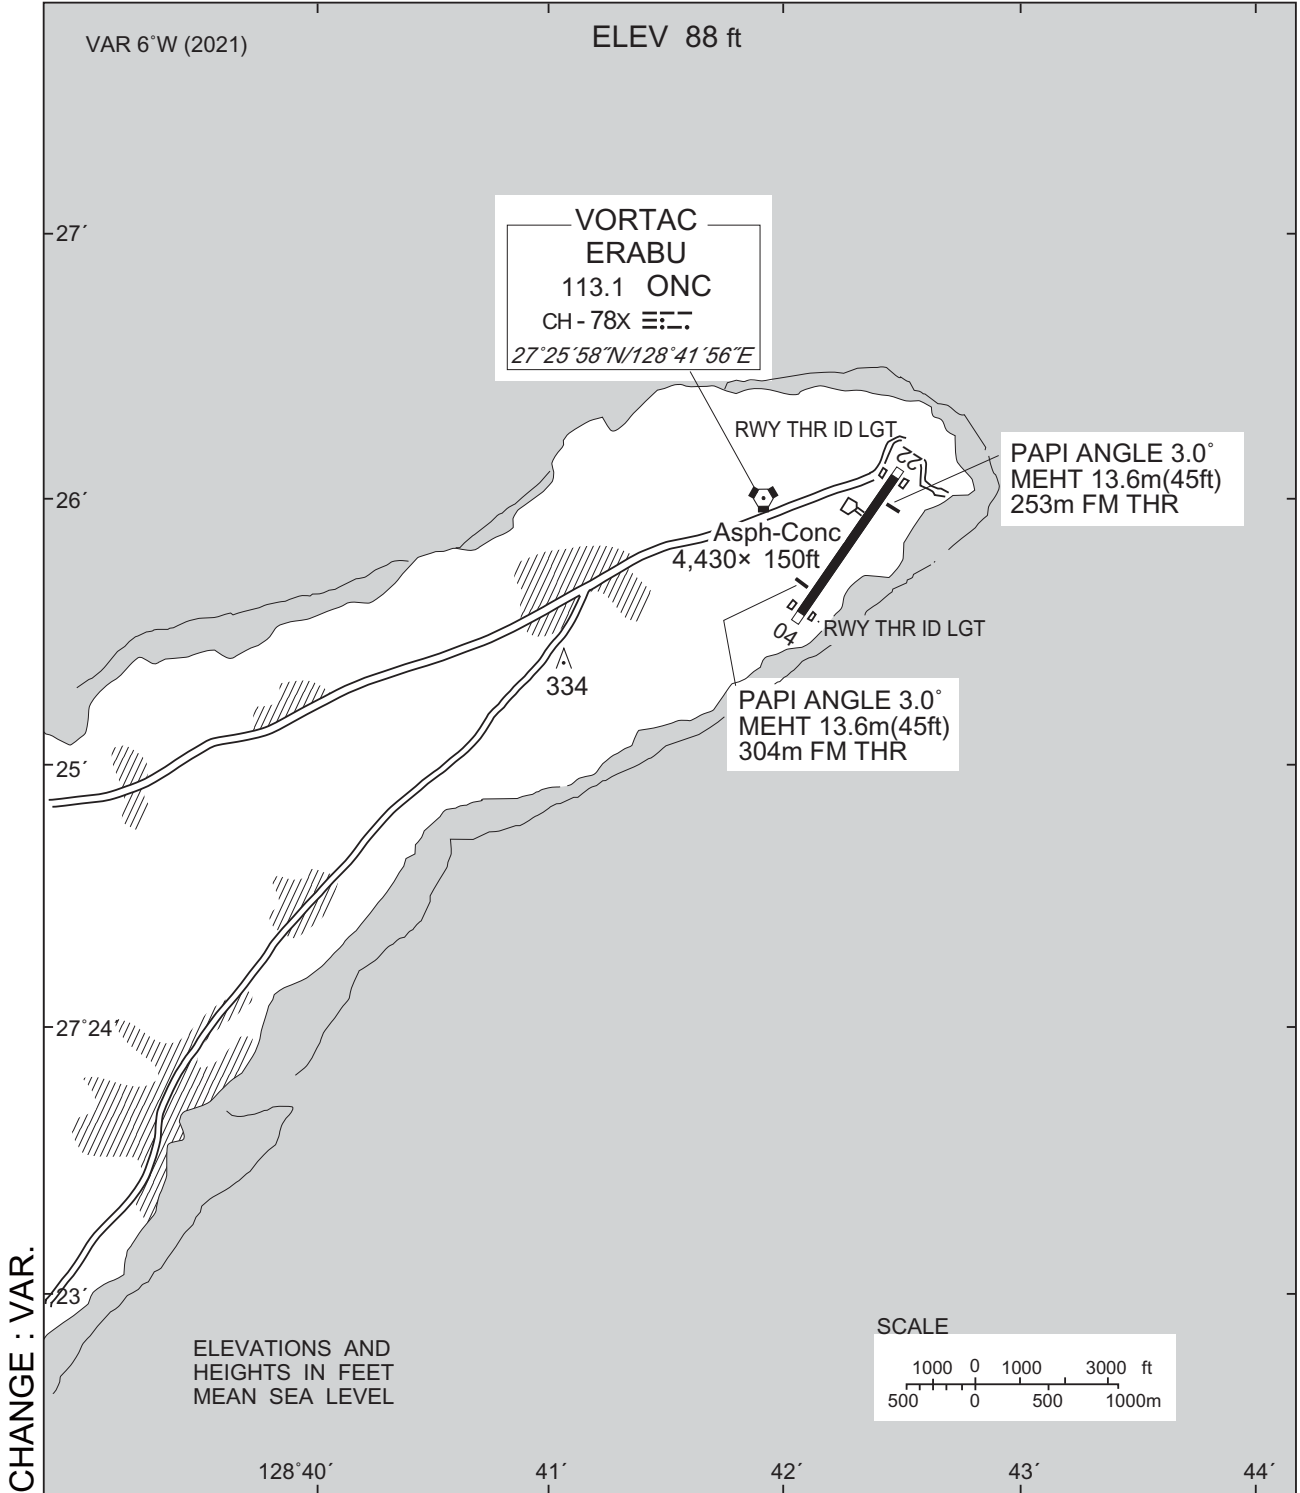 VAR 6°W (2021)
ELEV 88 ft
VORTAC
ERABU
113.1 ONC
CH - 78X
27°25´58˝N/128°41´56˝E
27´
RWY THR ID LGT
22
PAPI ANGLE 3.0°
MEHT 13.6m(45ft)
253m FM THR
26´
Asph-Conc
4,430× 150ft
04
RWY THR ID LGT
334
PAPI ANGLE 3.0°
MEHT 13.6m(45ft)
304m FM THR
25´
27°24´
23´
CHANGE : VAR.
ELEVATIONS AND
HEIGHTS IN FEET
MEAN SEA LEVEL
SCALE
1000 0 1000 3000 ft
500 0 500 1000m
128°40´ 41´ 42´ 43´ 44´